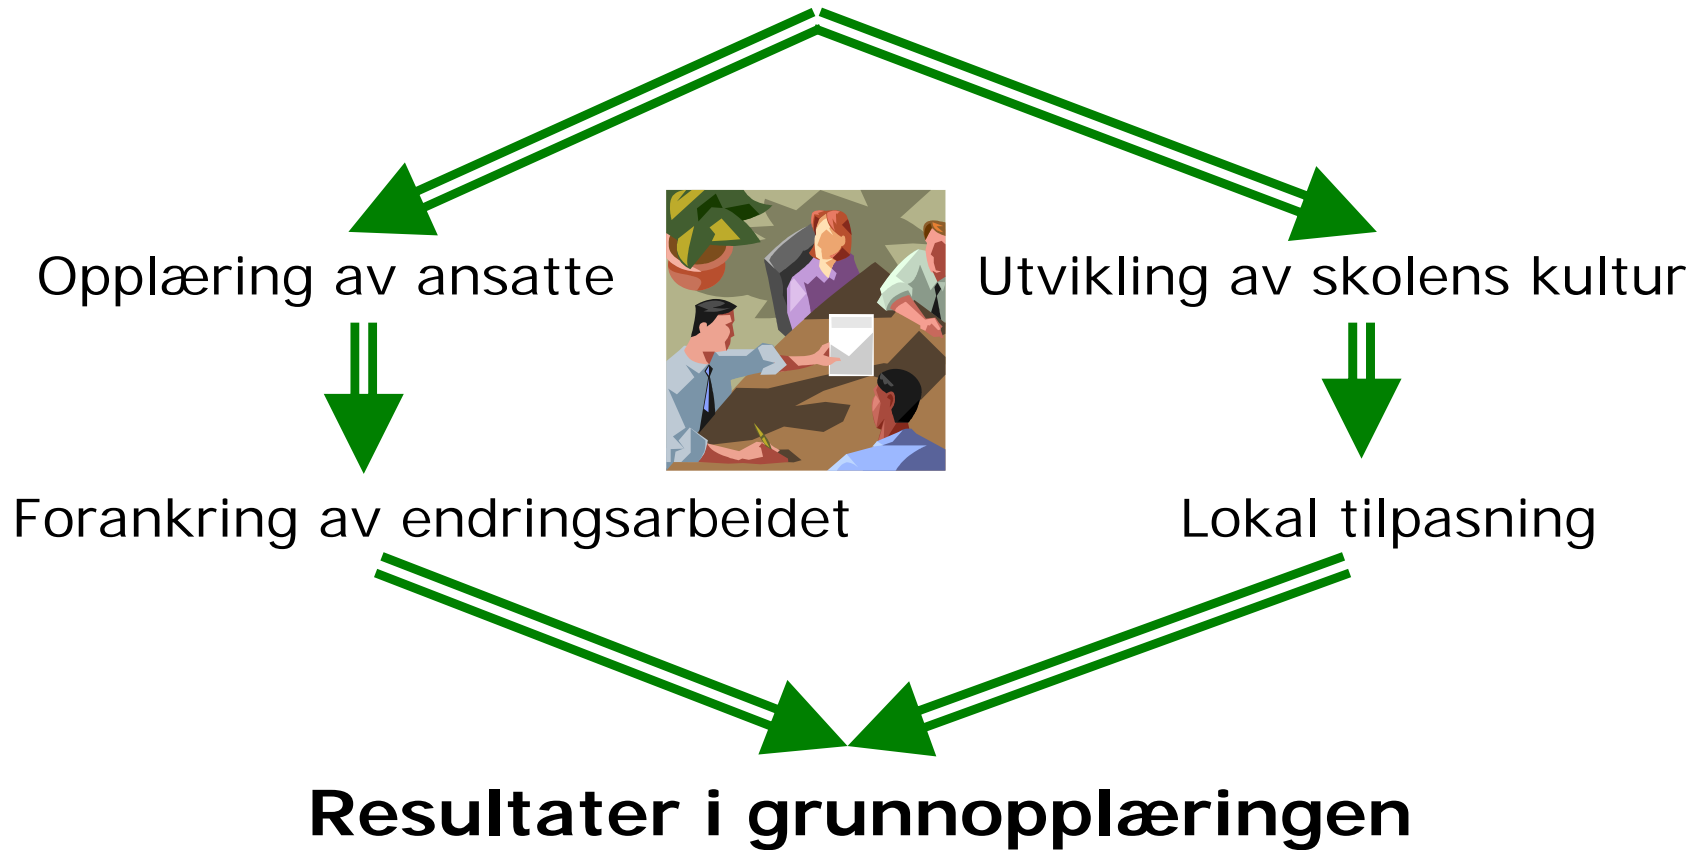 Opplæring av ansatte
Utvikling av skolens kultur
Forankring av endringsarbeidet
Lokal tilpasning
Resultater i grunnopplæringen